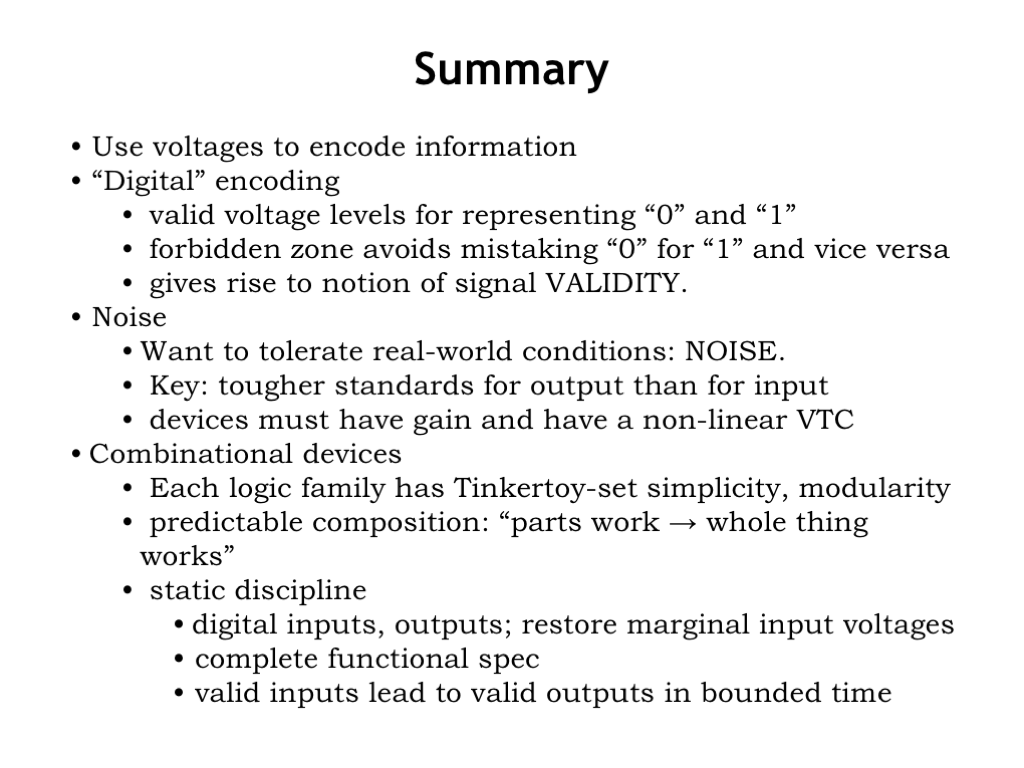 Summary
• Use voltages to encode information
• “Digital” encoding
• valid voltage levels for representing “0” and “1”
• forbidden zone avoids mistaking “0” for “1” and vice versa
• gives rise to notion of signal VALIDITY.
• Noise
• Want to tolerate real-world conditions: NOISE.
• Key: tougher standards for output than for input
• devices must have gain and have a non-linear VTC
• Combinational devices
• Each logic family has Tinkertoy-set simplicity, modularity
• predictable composition: “parts work → whole thing
works”
• static discipline
• digital inputs, outputs; restore marginal input voltages
• complete functional spec
• valid inputs lead to valid outputs in bounded time